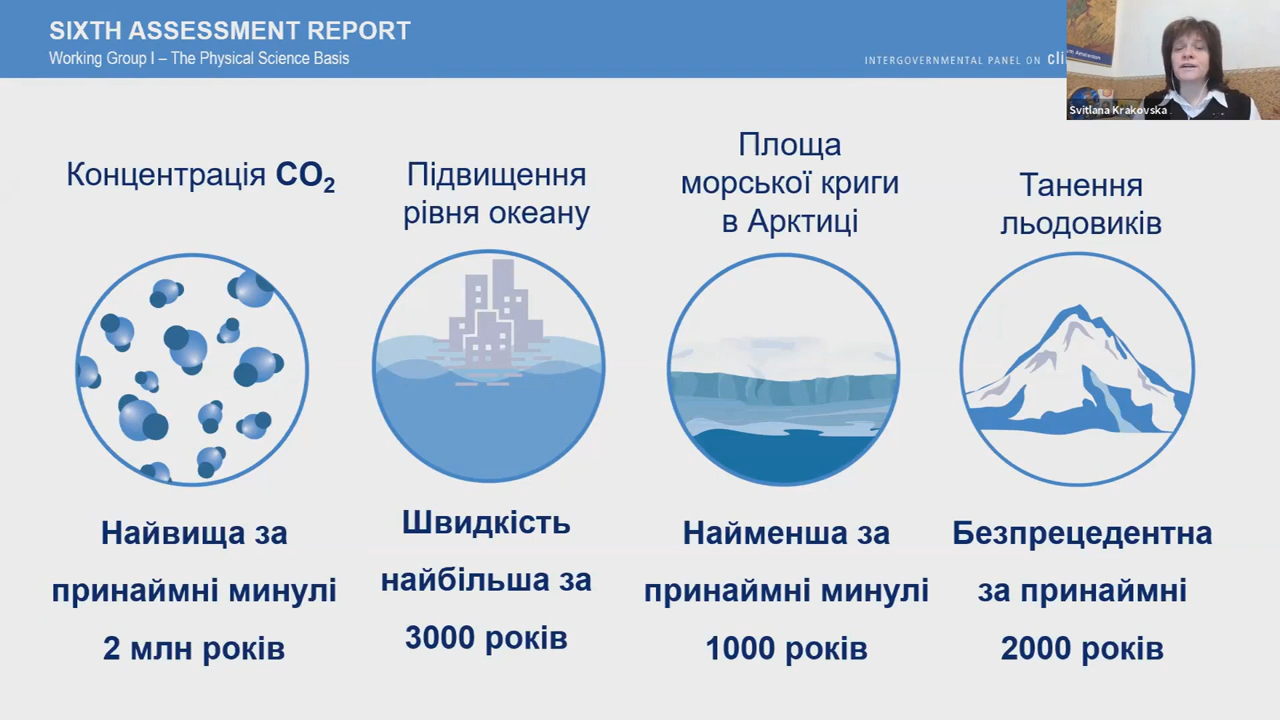 SIXTH ASSESSMENT REPORT
Working Group I – The Physical Science Basis
INTERGOVERNMENTAL PANEL ON
Svitlana Krakovska
Концентрація CO₂
Підвищення
рівня океану
Площа
морської криги
в Арктиці
Танення
льодовиків
Найвища за
принаймні минулі
2 млн років
Швидкість
найбільша за
3000 років
Найменша за
принаймні минулі
1000 років
Безпрецедентна
за принаймні
2000 років